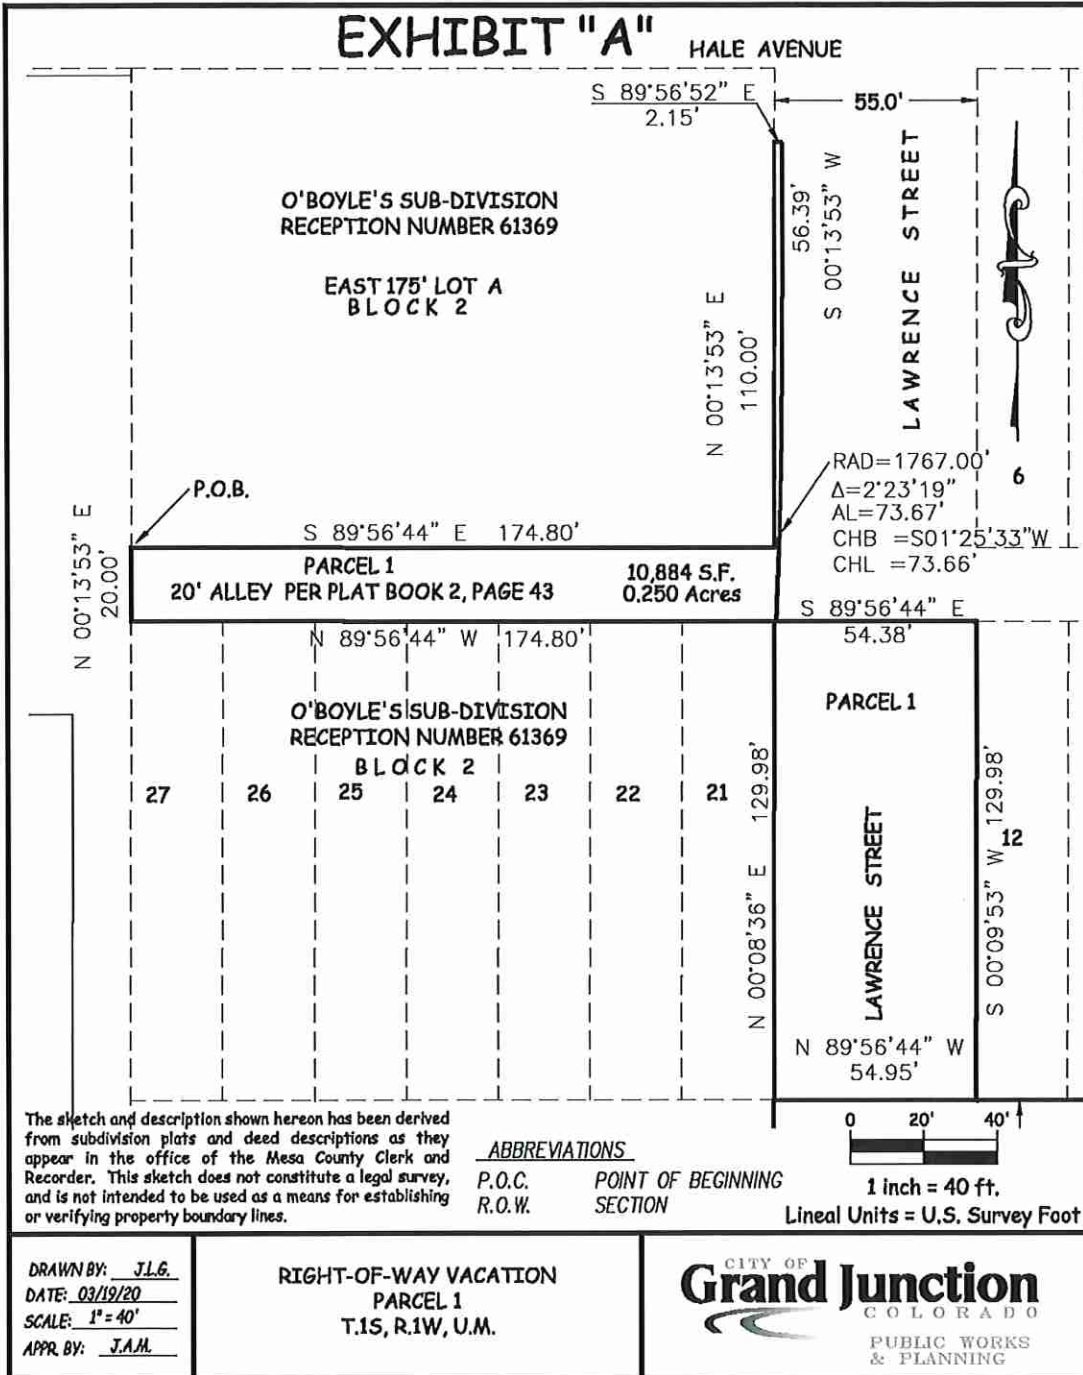 EXHIBIT "A"
HALE AVENUE
S 89°56'52" E
2.15'
55.0'
LAWRENCE STREET
56.39'
S 00°13'53" W
O'BOYLE'S SUB-DIVISION
RECEPTION NUMBER 61369
EAST 175' LOT A
BLOCK 2
N 00°13'53" E
110.00'
RAD=1767.00'
Δ=2°23'19"
AL=73.67'
CHB =S01°25'33"W
CHL =73.66'
6
P.O.B.
N 00°13'53" E
20.00'
S 89°56'44" E 174.80'
PARCEL 1
20' ALLEY PER PLAT BOOK 2, PAGE 43
10,884 S.F.
0.250 Acres
S 89°56'44" E
54.38'
N 89°56'44" W 174.80'
O'BOYLE'S SUB-DIVISION
RECEPTION NUMBER 61369
BLOCK 2
27
26
25
24
23
22
21
N 00°08'36" E 129.98'
PARCEL 1
LAWRENCE STREET
S 00°09'53" W 129.98'
12
N 89°56'44" W
54.95'
The sketch and description shown hereon has been derived
from subdivision plats and deed descriptions as they
appear in the office of the Mesa County Clerk and
Recorder. This sketch does not constitute a legal survey,
and is not intended to be used as a means for establishing
or verifying property boundary lines.
ABBREVIATIONS
P.O.C. POINT OF BEGINNING
R.O.W. SECTION
0 20' 40'
1 inch = 40 ft.
Lineal Units = U.S. Survey Foot
DRAWN BY: J.L.G.
DATE: 03/19/20
SCALE: 1" = 40'
APPR. BY: J.A.M.
RIGHT-OF-WAY VACATION
PARCEL 1
T.1S, R.1W, U.M.
CITY OF
Grand Junction
COLORADO
PUBLIC WORKS
& PLANNING